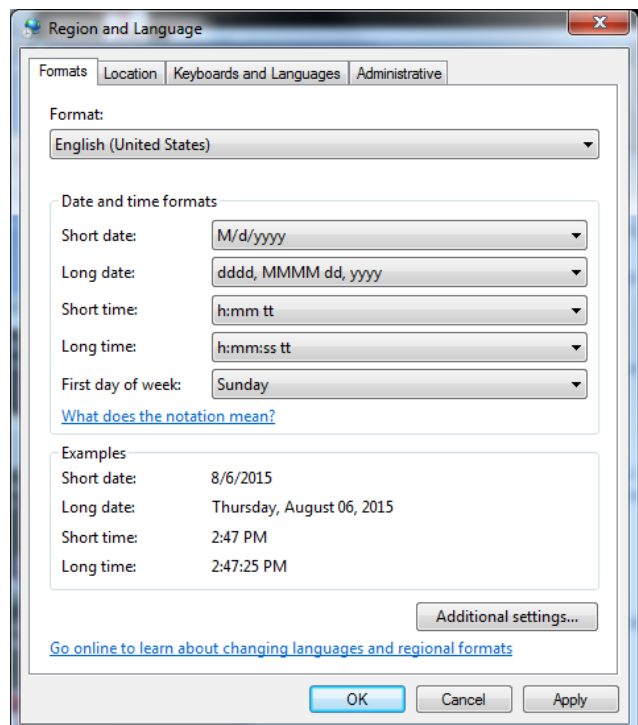 Region and Language
Formats Location Keyboards and Languages Administrative
Format:
English (United States)
Date and time formats
Short date: M/d/yyyy
Long date: dddd, MMMM dd, yyyy
Short time: h:mm tt
Long time: h:mm:ss tt
First day of week: Sunday
What does the notation mean?
Examples
Short date: 8/6/2015
Long date: Thursday, August 06, 2015
Short time: 2:47 PM
Long time: 2:47:25 PM
Additional settings...
Go online to learn about changing languages and regional formats
OK Cancel Apply